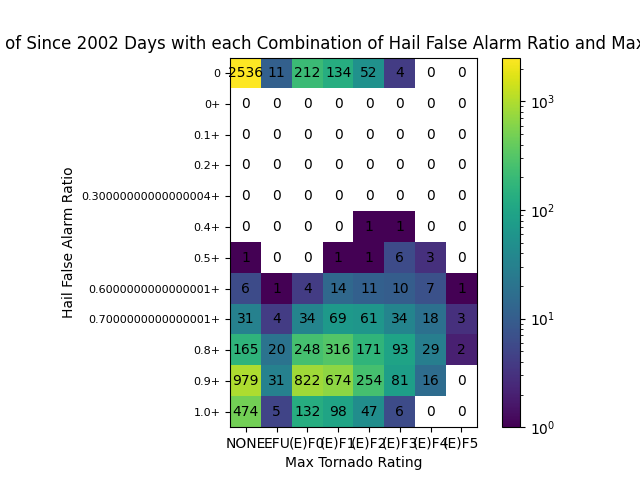 of Since 2002 Days with each Combination of Hail False Alarm Ratio and Max
0 2536 11 212 134 52 4 0 0
0+ 0 0 0 0 0 0 0 0
0.1+ 0 0 0 0 0 0 0 0
0.2+ 0 0 0 0 0 0 0 0
0.30000000000000004+ 0 0 0 0 0 0 0 0
0.4+ 0 0 0 0 1 1 0 0
0.5+ 1 0 0 1 1 6 3 0
0.6000000000000001+ 6 1 4 14 11 10 7 1
0.7000000000000001+ 31 4 34 69 61 34 18 3
0.8+ 165 20 248 316 171 93 29 2
0.9+ 979 31 822 674 254 81 16 0
1.0+ 474 5 132 98 47 6 0 0
NONE EFU (E)F0 (E)F1 (E)F2 (E)F3 (E)F4 (E)F5
Max Tornado Rating
Hail False Alarm Ratio
10³
10²
10¹
10⁰